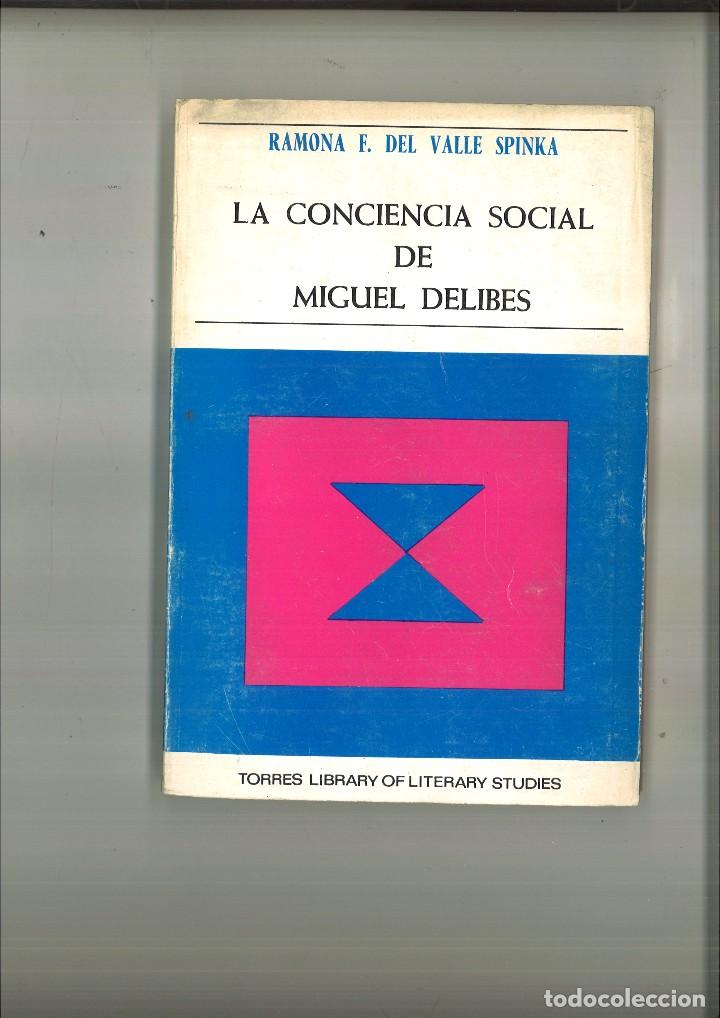 RAMONA F. DEL VALLE SPINKA
LA CONCIENCIA SOCIAL
DE
MIGUEL DELIBES
TORRES LIBRARY OF LITERARY STUDIES
todocoleccion